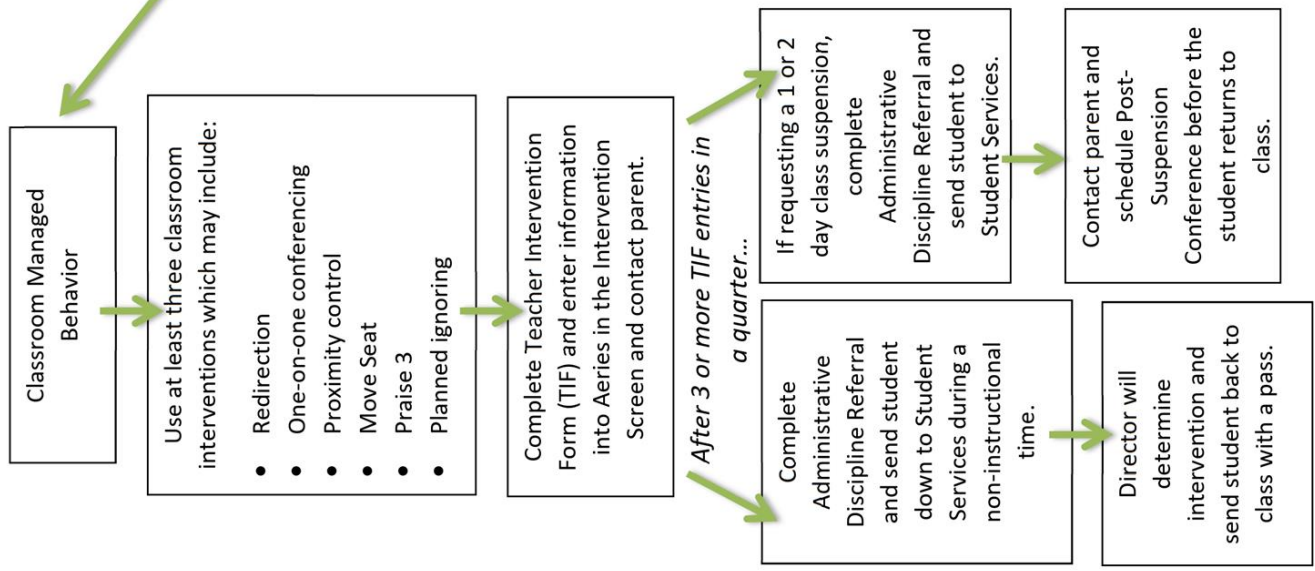 Classroom Managed
Behavior
Use at least three classroom
interventions which may include:
• Redirection
• One-on-one conferencing
• Proximity control
• Move Seat
• Praise 3
• Planned ignoring
Complete Teacher Intervention
Form (TIF) and enter information
into Aeries in the Intervention
Screen and contact parent.
After 3 or more TIF entries in
a quarter...
Complete
Administrative
Discipline Referral
and send student
down to Student
Services during a
non-instructional
time.
Director will
determine
intervention and
send student back to
class with a pass.
If requesting a 1 or 2
day class suspension,
complete
Administrative
Discipline Referral and
send student to
Student Services.
Contact parent and
schedule Post-
Suspension
Conference before the
student returns to
class.